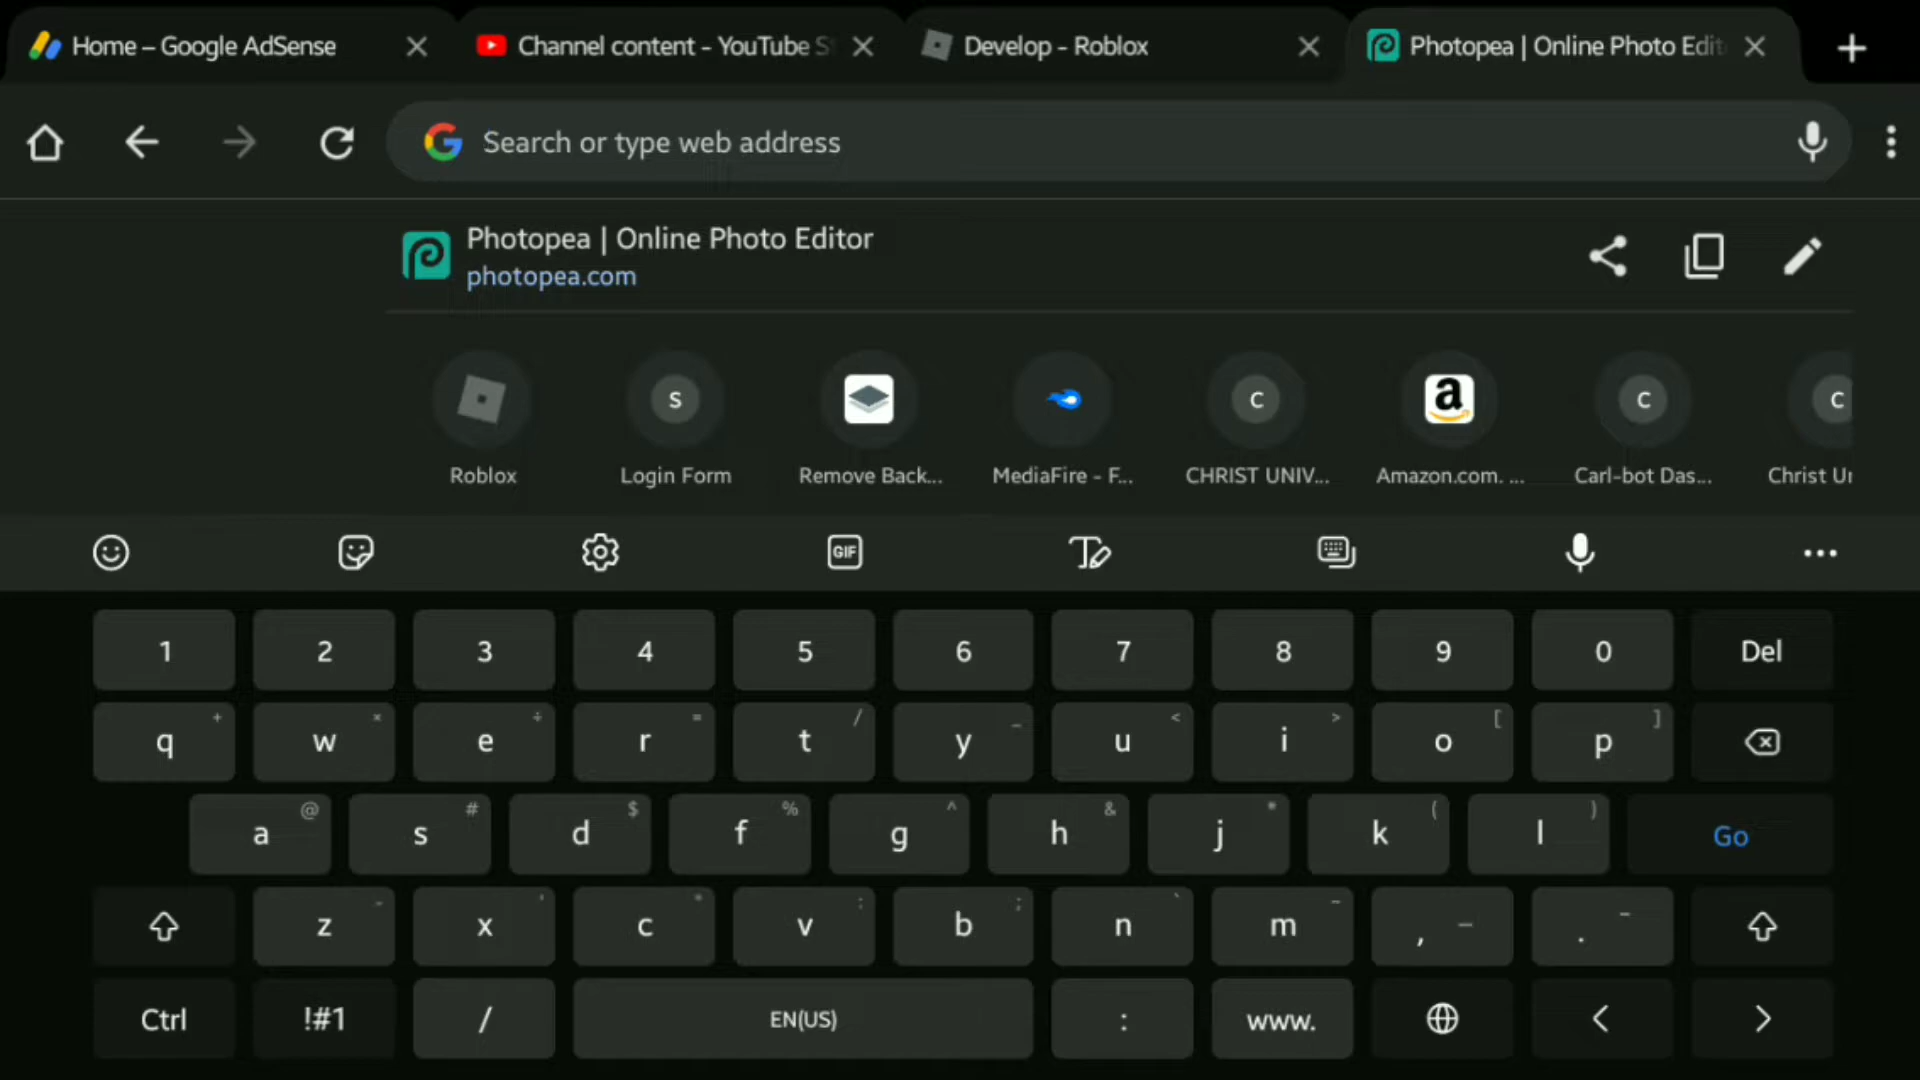 Home – Google AdSense
Channel content - YouTube S
Develop - Roblox
Photopea | Online Photo Edit
Search or type web address
Photopea | Online Photo Editor
photopea.com
S
C
a
C
C
Roblox
Login Form
Remove Back...
MediaFire - F...
CHRIST UNIV...
Amazon.com. ...
Carl-bot Das...
Christ Ur
GIF
1 2 3 4 5 6 7 8 9 0 Del
+ × ÷ = / _ < > [ ]
q w e r t y u i o p
@ # $ % ^ & * ( )
a s d f g h j k l Go
z x c v b n m , .
Ctrl !#1 / EN(US) : www. < >